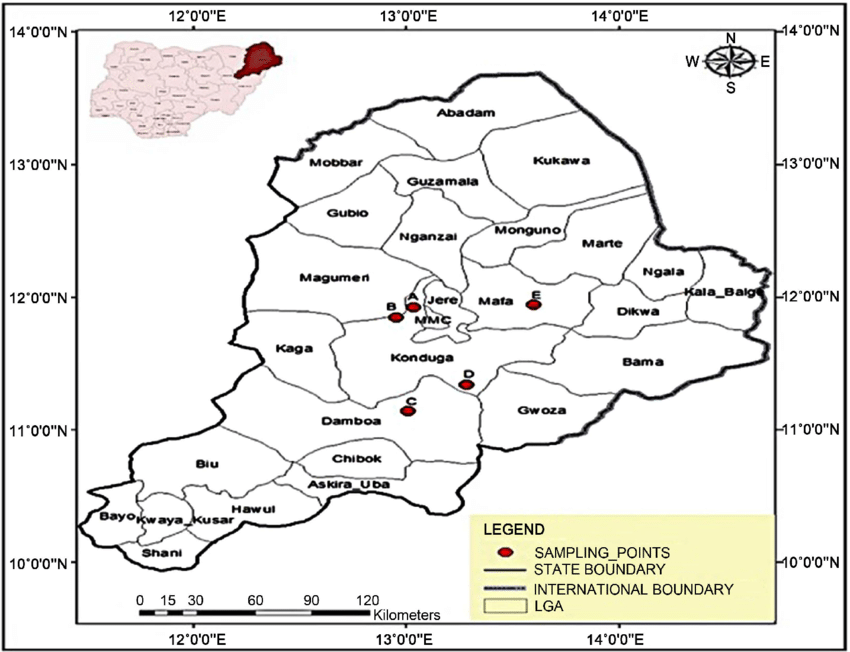 12°0'0"E 13°0'0"E 14°0'0"E
14°0'0"N 14°0'0"N
N
W E
S
Abadam
13°0'0"N 13°0'0"N
Mobbar Kukawa
Guzamala
Gubio
Monguno
Nganzai
Marte
Ngala
Magumeri
Kala_Balge
12°0'0"N 12°0'0"N
A Jere Mafa E
B
Dikwa
MMC
Kaga
Konduga
Bama
D
C
Gwoza
11°0'0"N 11°0'0"N
Damboa
Chibok
Biu
Askira_Uba
Hawul
Bayo Kwaya_Kusar
Shani
10°0'0"N 10°0'0"N
LEGEND
SAMPLING_POINTS
STATE BOUNDARY
INTERNATIONAL BOUNDARY
LGA
0 15 30 60 90 120
Kilometers
12°0'0"E 13°0'0"E 14°0'0"E